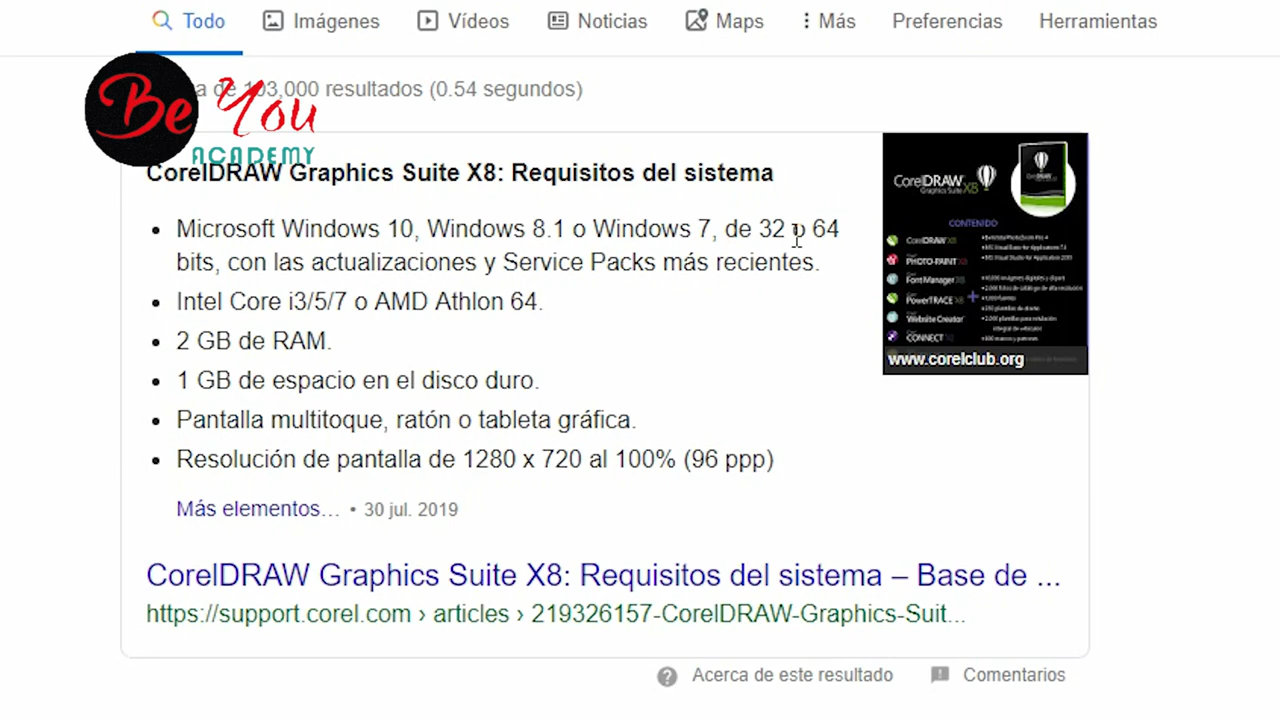 Todo Imágenes Vídeos Noticias Maps Más Preferencias Herramientas
Be You
ACADEMY
a de 103,000 resultados (0.54 segundos)
CorelDRAW Graphics Suite X8: Requisitos del sistema
Microsoft Windows 10, Windows 8.1 o Windows 7, de 32 o 64
bits, con las actualizaciones y Service Packs más recientes.
Intel Core i3/5/7 o AMD Athlon 64.
2 GB de RAM.
1 GB de espacio en el disco duro.
Pantalla multitoque, ratón o tableta gráfica.
Resolución de pantalla de 1280 x 720 al 100% (96 ppp)
Más elementos... • 30 jul. 2019
CorelDRAW
Graphics Suite X8
CONTENIDO
CorelDRAW X8
PHOTO-PAINT X8
Font Manager X8
PowerTRACE X8
Website Creator
CONNECT
www.corelclub.org
CorelDRAW Graphics Suite X8: Requisitos del sistema – Base de ...
https://support.corel.com › articles › 219326157-CorelDRAW-Graphics-Suit...
Acerca de este resultado Comentarios